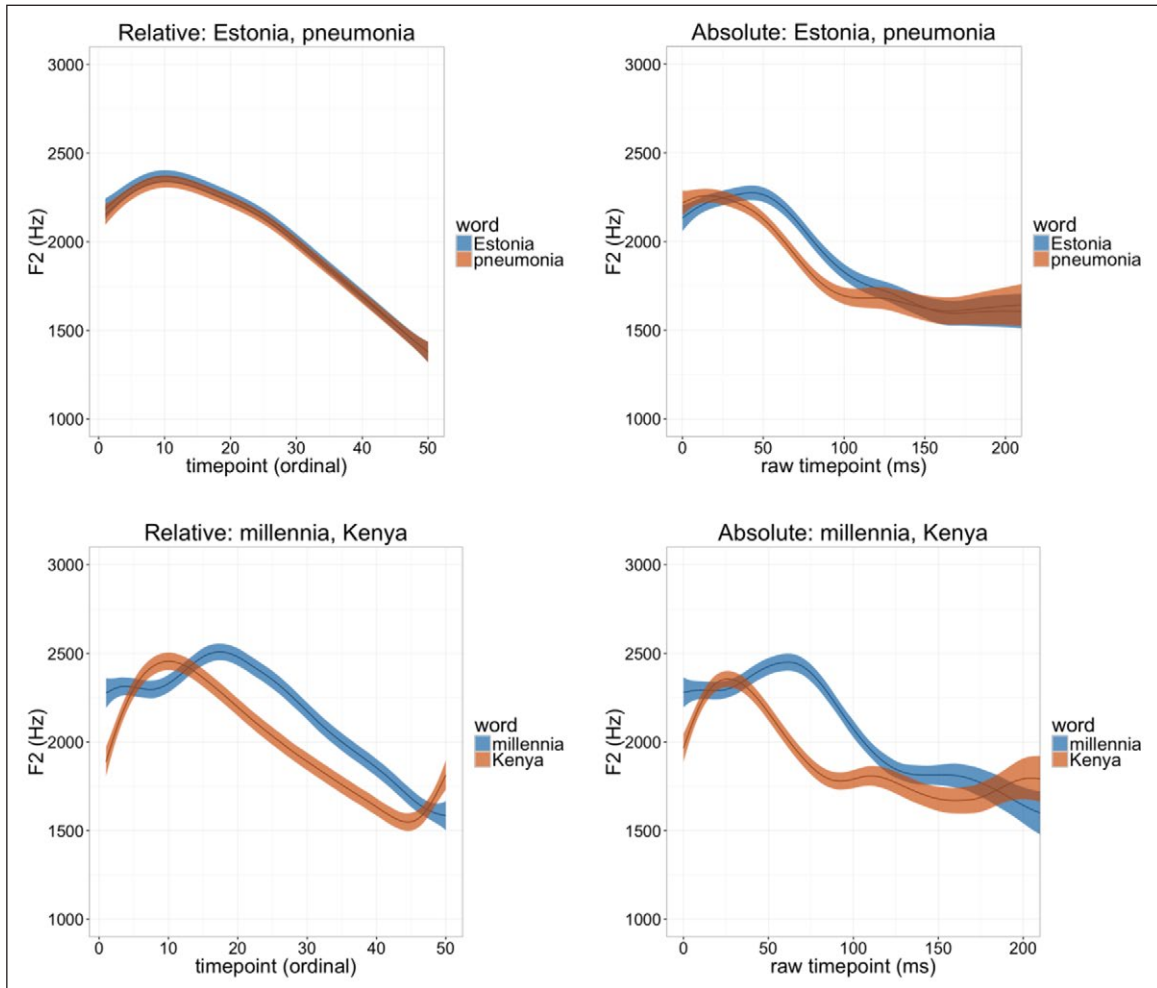 Relative: Estonia, pneumonia
3000
2500
2000
1500
1000
F2 (Hz)
0 10 20 30 40 50
timepoint (ordinal)
word
Estonia
pneumonia
Absolute: Estonia, pneumonia
3000
2500
2000
1500
1000
F2 (Hz)
0 50 100 150 200
raw timepoint (ms)
word
Estonia
pneumonia
Relative: millennia, Kenya
3000
2500
2000
1500
1000
F2 (Hz)
0 10 20 30 40 50
timepoint (ordinal)
word
millennia
Kenya
Absolute: millennia, Kenya
3000
2500
2000
1500
1000
F2 (Hz)
0 50 100 150 200
raw timepoint (ms)
word
millennia
Kenya